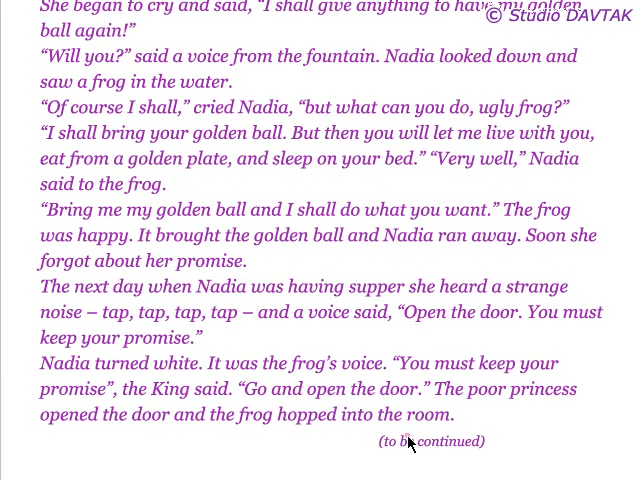 She began to cry and said, “I shall give anything to have my golden
© Studio DAVTAK
ball again!”
“Will you?” said a voice from the fountain. Nadia looked down and
saw a frog in the water.
“Of course I shall,” cried Nadia, “but what can you do, ugly frog?”
“I shall bring your golden ball. But then you will let me live with you,
eat from a golden plate, and sleep on your bed.” “Very well,” Nadia
said to the frog.
“Bring me my golden ball and I shall do what you want.” The frog
was happy. It brought the golden ball and Nadia ran away. Soon she
forgot about her promise.
The next day when Nadia was having supper she heard a strange
noise – tap, tap, tap, tap – and a voice said, “Open the door. You must
keep your promise.”
Nadia turned white. It was the frog’s voice. “You must keep your
promise”, the King said. “Go and open the door.” The poor princess
opened the door and the frog hopped into the room.
(to be continued)